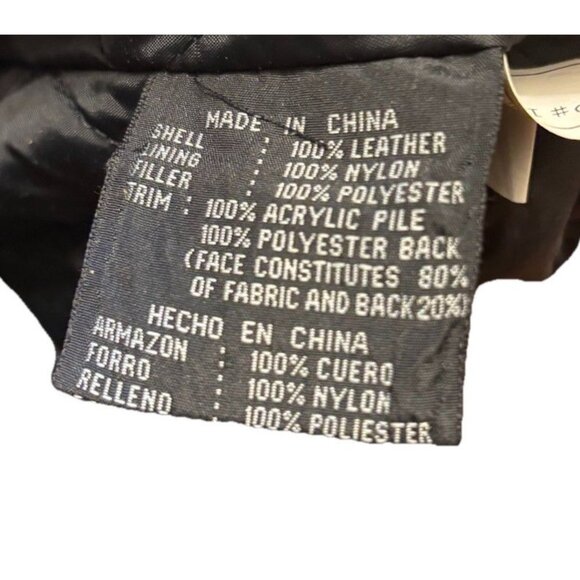 MADE IN CHINA
SHELL : 100% LEATHER
LINING : 100% NYLON
FILLER : 100% POLYESTER
TRIM : 100% ACRYLIC PILE
100% POLYESTER BACK
(FACE CONSTITUTES 80%
OF FABRIC AND BACK 20%)
HECHO EN CHINA
ARMAZON : 100% CUERO
FORRO : 100% NYLON
RELLENO : 100% POLIESTER